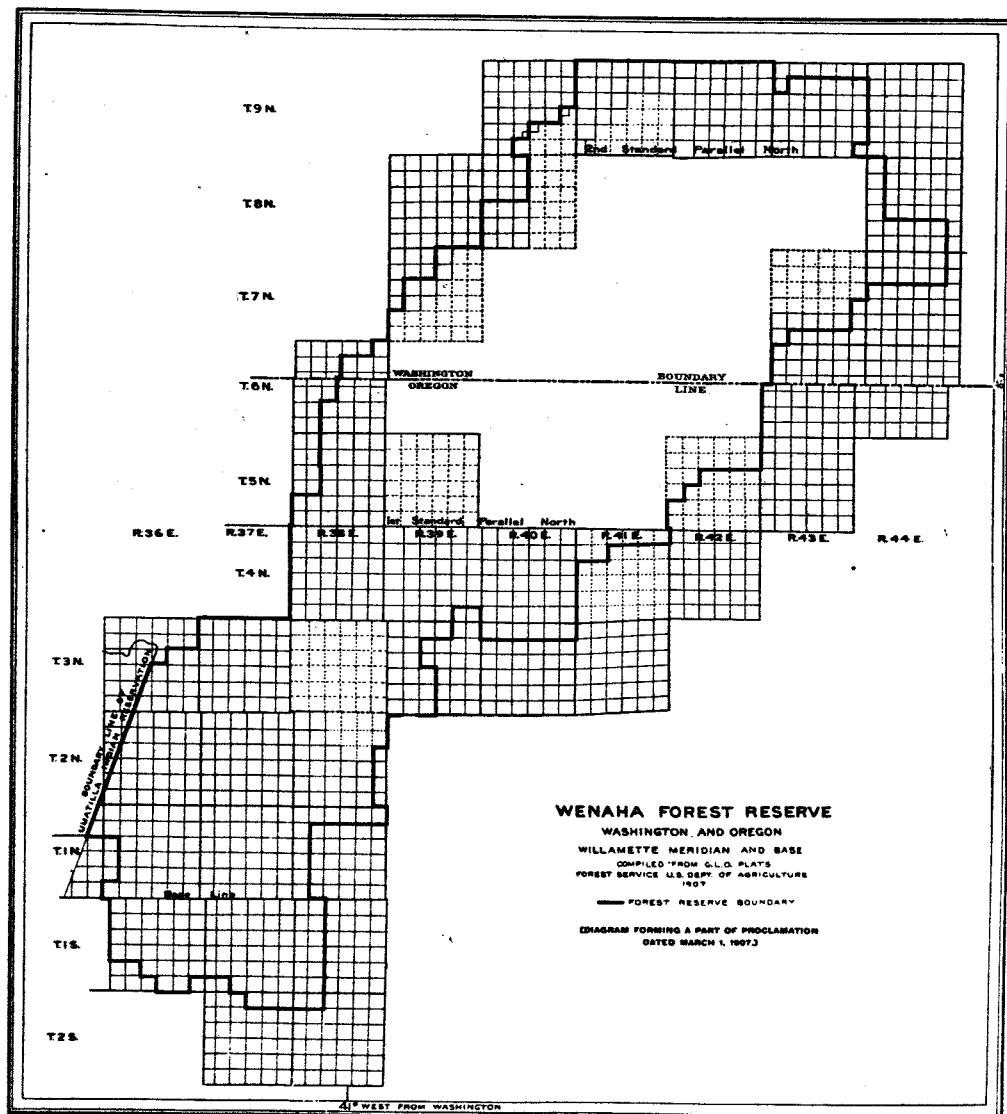 T.9N.
2nd Standard Parallel North
T.8N.
T.7N.
WASHINGTON
OREGON
BOUNDARY
LINE
T.6N.
T.5N.
1st Standard Parallel North
R.36E. R.37E. R.38E. R.39E. R.40E. R.41E. R.42E. R.43E. R.44E.
T.4N.
T.3N.
BOUNDARY LINE OF
UMATILLA INDIAN RESERVATION
T.2N.
T.1N.
Base Line
T.1S.
T.2S.
WENAHA FOREST RESERVE
WASHINGTON AND OREGON
WILLAMETTE MERIDIAN AND BASE
COMPILED FROM G.L.O. PLATS
FOREST SERVICE U.S. DEPT. OF AGRICULTURE
1907
FOREST RESERVE BOUNDARY
[DIAGRAM FORMING A PART OF PROCLAMATION
DATED MARCH 1, 1907.]
41° WEST FROM WASHINGTON